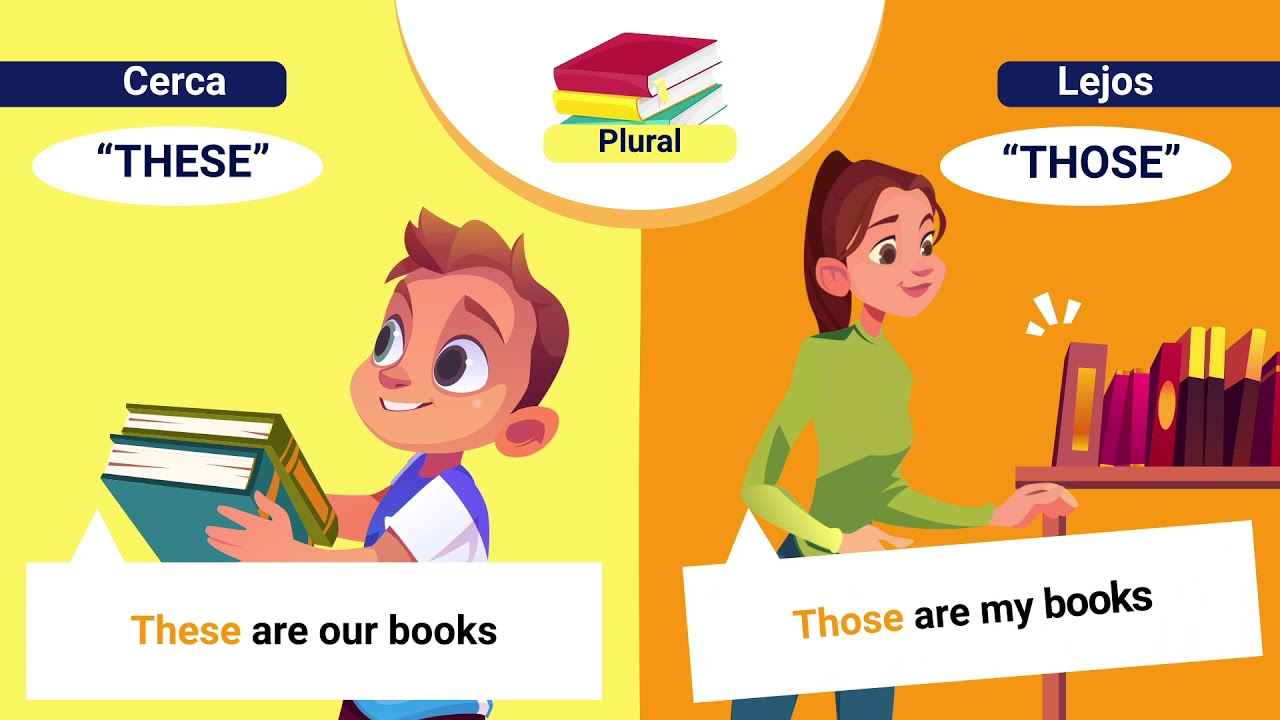 Cerca
“THESE”
Plural
Lejos
“THOSE”
These are our books
Those are my books